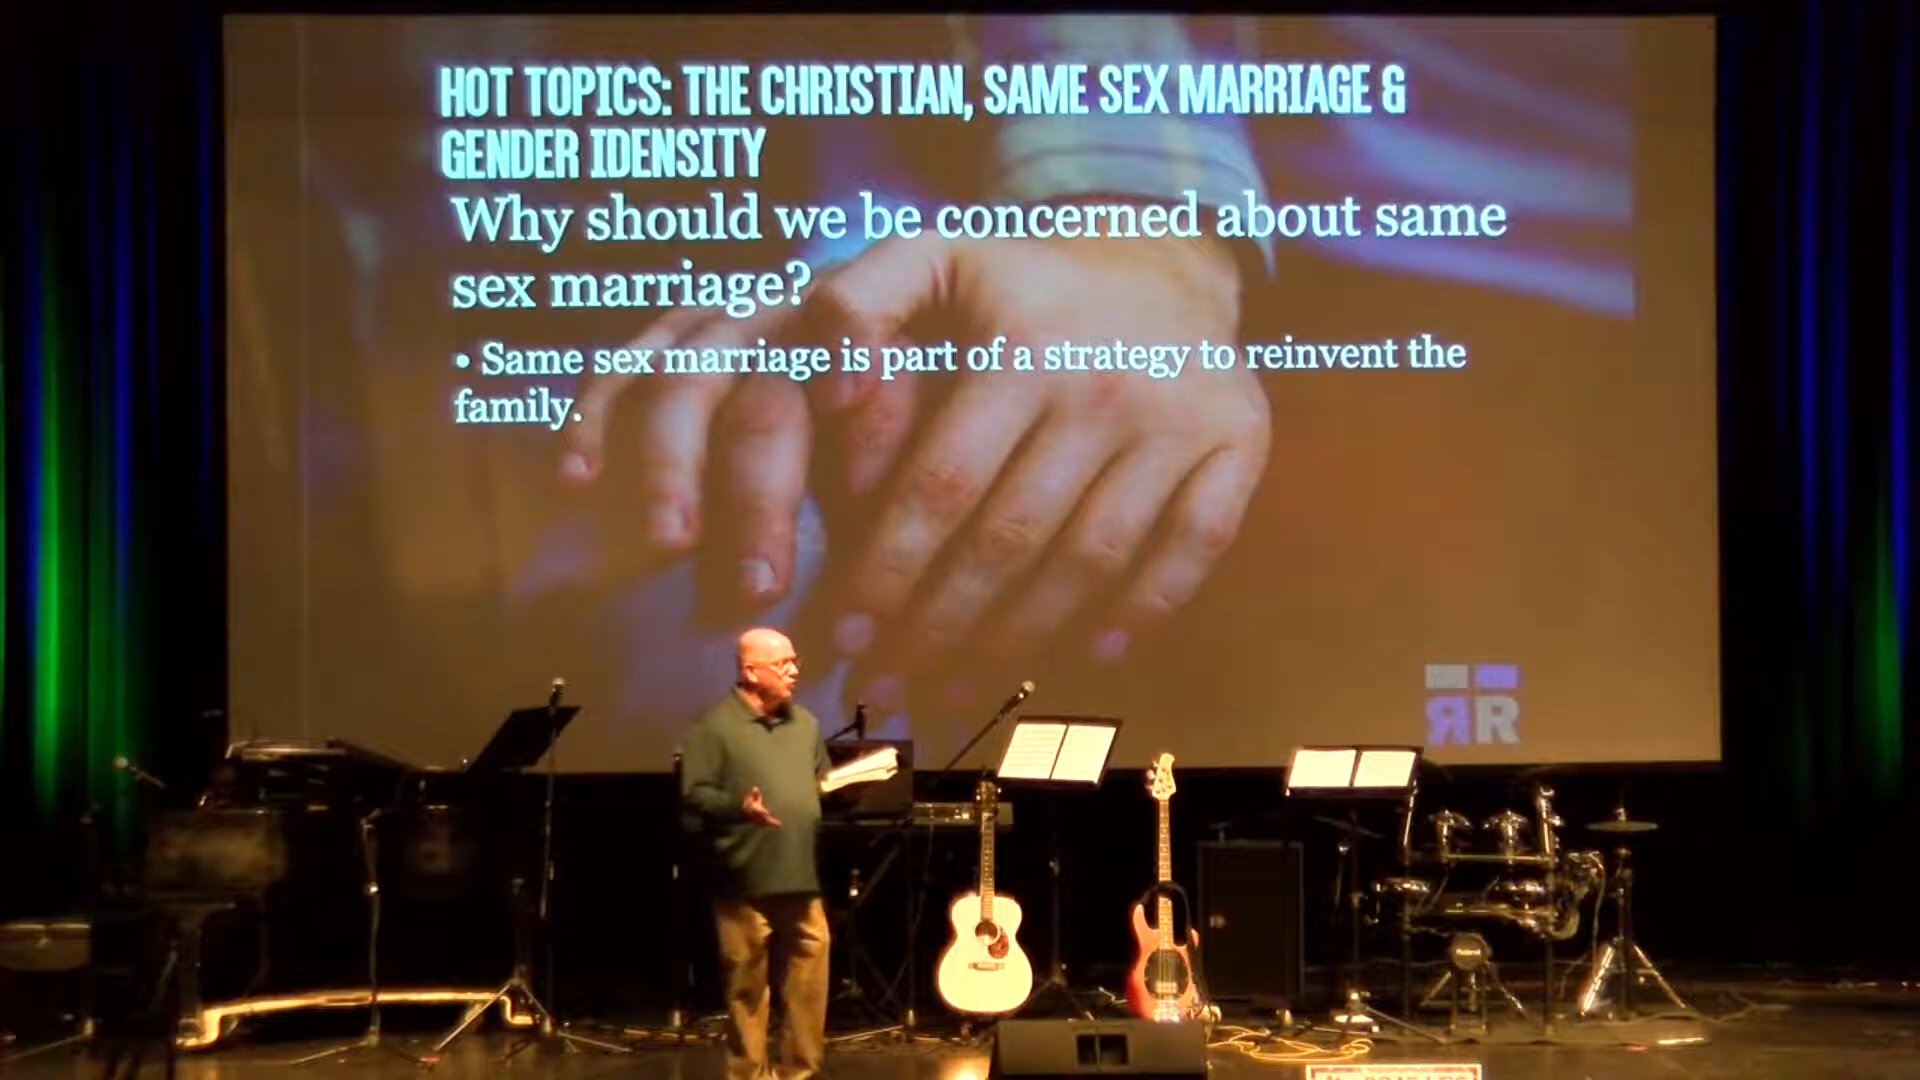 HOT TOPICS: THE CHRISTIAN, SAME SEX MARRIAGE &
GENDER IDENSITY
Why should we be concerned about same
sex marriage?
• Same sex marriage is part of a strategy to reinvent the
family.
RR
Roland